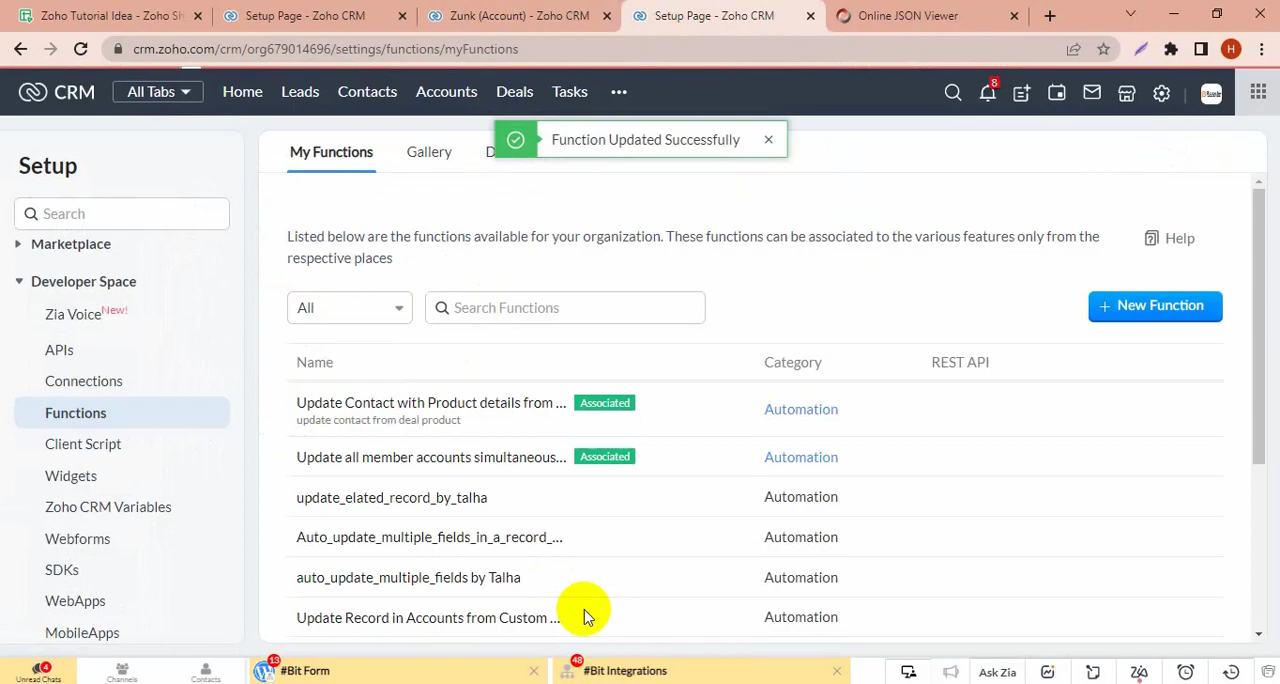 Zoho Tutorial Idea - Zoho Sh
Setup Page - Zoho CRM
Zunk (Account) - Zoho CRM
Setup Page - Zoho CRM
Online JSON Viewer
crm.zoho.com/crm/org679014696/settings/functions/myFunctions
H
CRM
All Tabs
Home
Leads
Contacts
Accounts
Deals
Tasks
8
Setup
Search
Marketplace
Developer Space
Zia Voice New!
APIs
Connections
Functions
Client Script
Widgets
Zoho CRM Variables
Webforms
SDKs
WebApps
MobileApps
My Functions
Gallery
D
Function Updated Successfully
Listed below are the functions available for your organization. These functions can be associated to the various features only from the
respective places
Help
All
Search Functions
New Function
Name Category REST API
Update Contact with Product details from ... Associated Automation
update contact from deal product
Update all member accounts simultaneous... Associated Automation
update_elated_record_by_talha Automation
Auto_update_multiple_fields_in_a_record_... Automation
auto_update_multiple_fields by Talha Automation
Update Record in Accounts from Custom ... Automation
4
Unread Chats
Channels
Contacts
13
#Bit Form
48
#Bit Integrations
Ask Zia